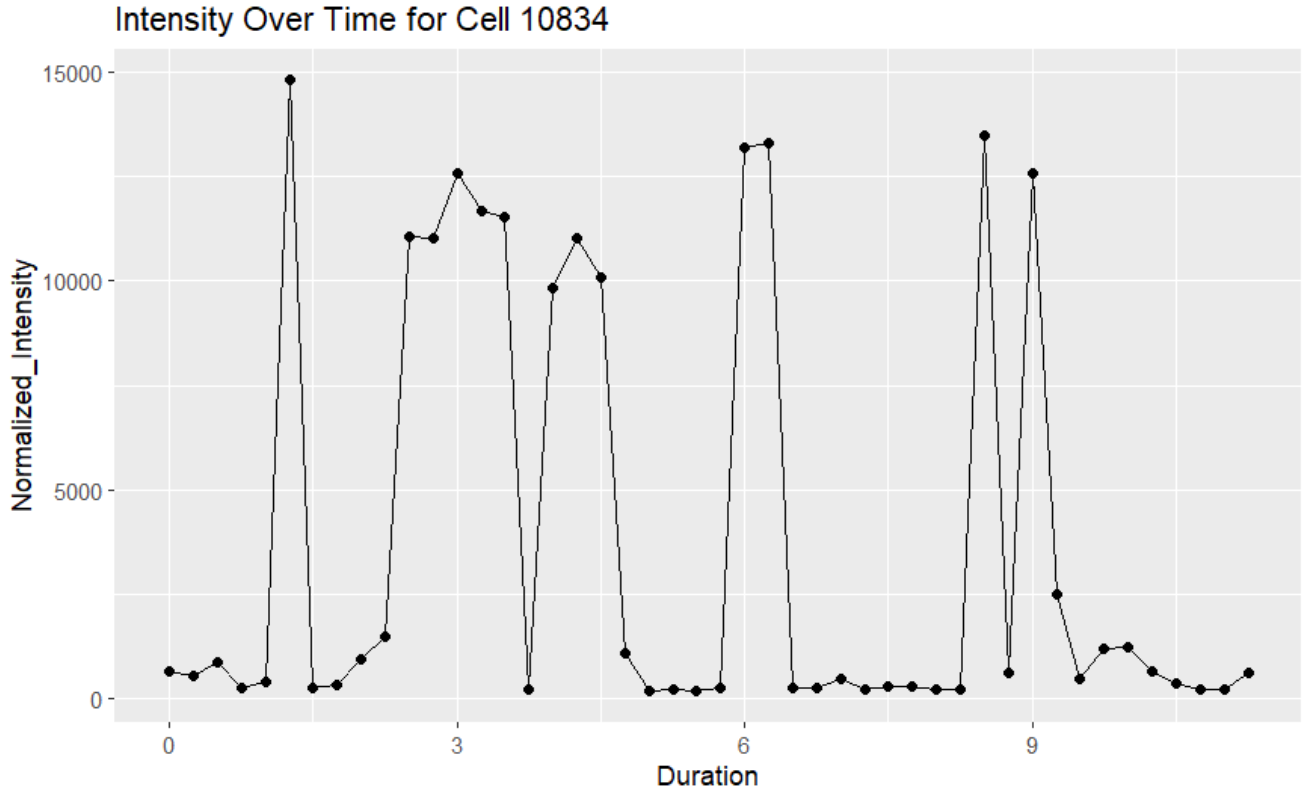 Intensity Over Time for Cell 10834
Normalized_Intensity
15000
10000
5000
0
0 3 6 9
Duration